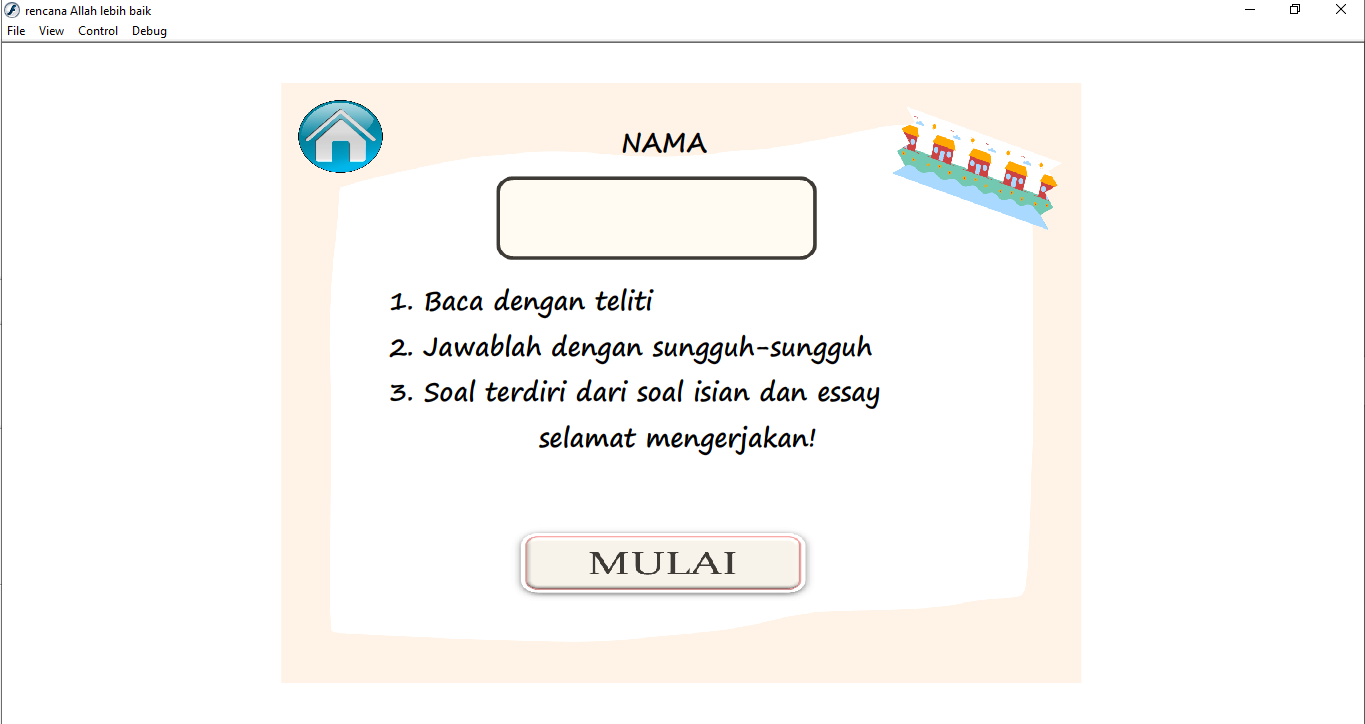 rencana Allah lebih baik
File View Control Debug
NAMA
1. Baca dengan teliti
2. Jawablah dengan sungguh-sungguh
3. Soal terdiri dari soal isian dan essay
selamat mengerjakan!
MULAI